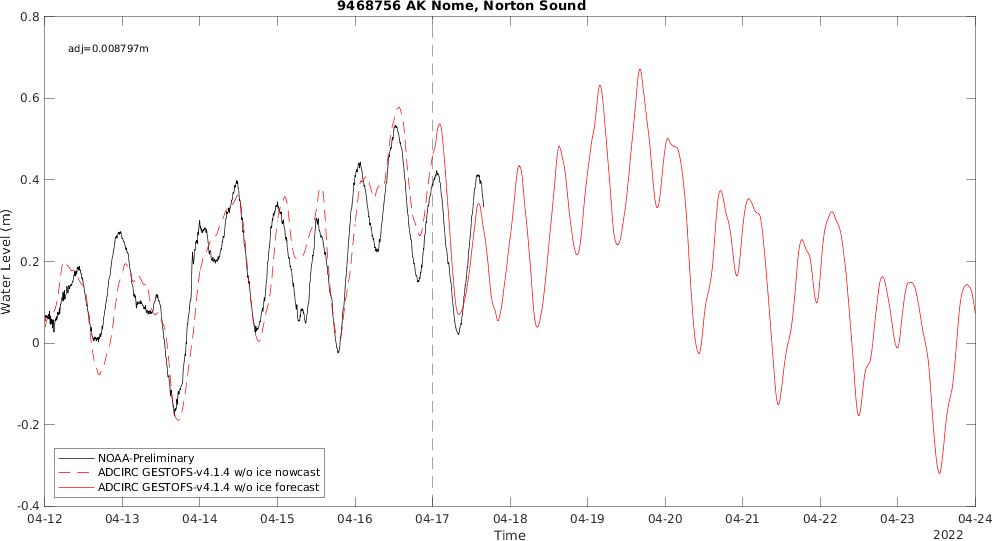 9468756 AK Nome, Norton Sound
0.8
adj=0.008797m
0.6
0.4
0.2
0
-0.2
-0.4
Water Level (m)
NOAA-Preliminary
ADCIRC GESTOFS-v4.1.4 w/o ice nowcast
ADCIRC GESTOFS-v4.1.4 w/o ice forecast
04-12 04-13 04-14 04-15 04-16 04-17 04-18 04-19 04-20 04-21 04-22 04-23 04-24
Time
2022